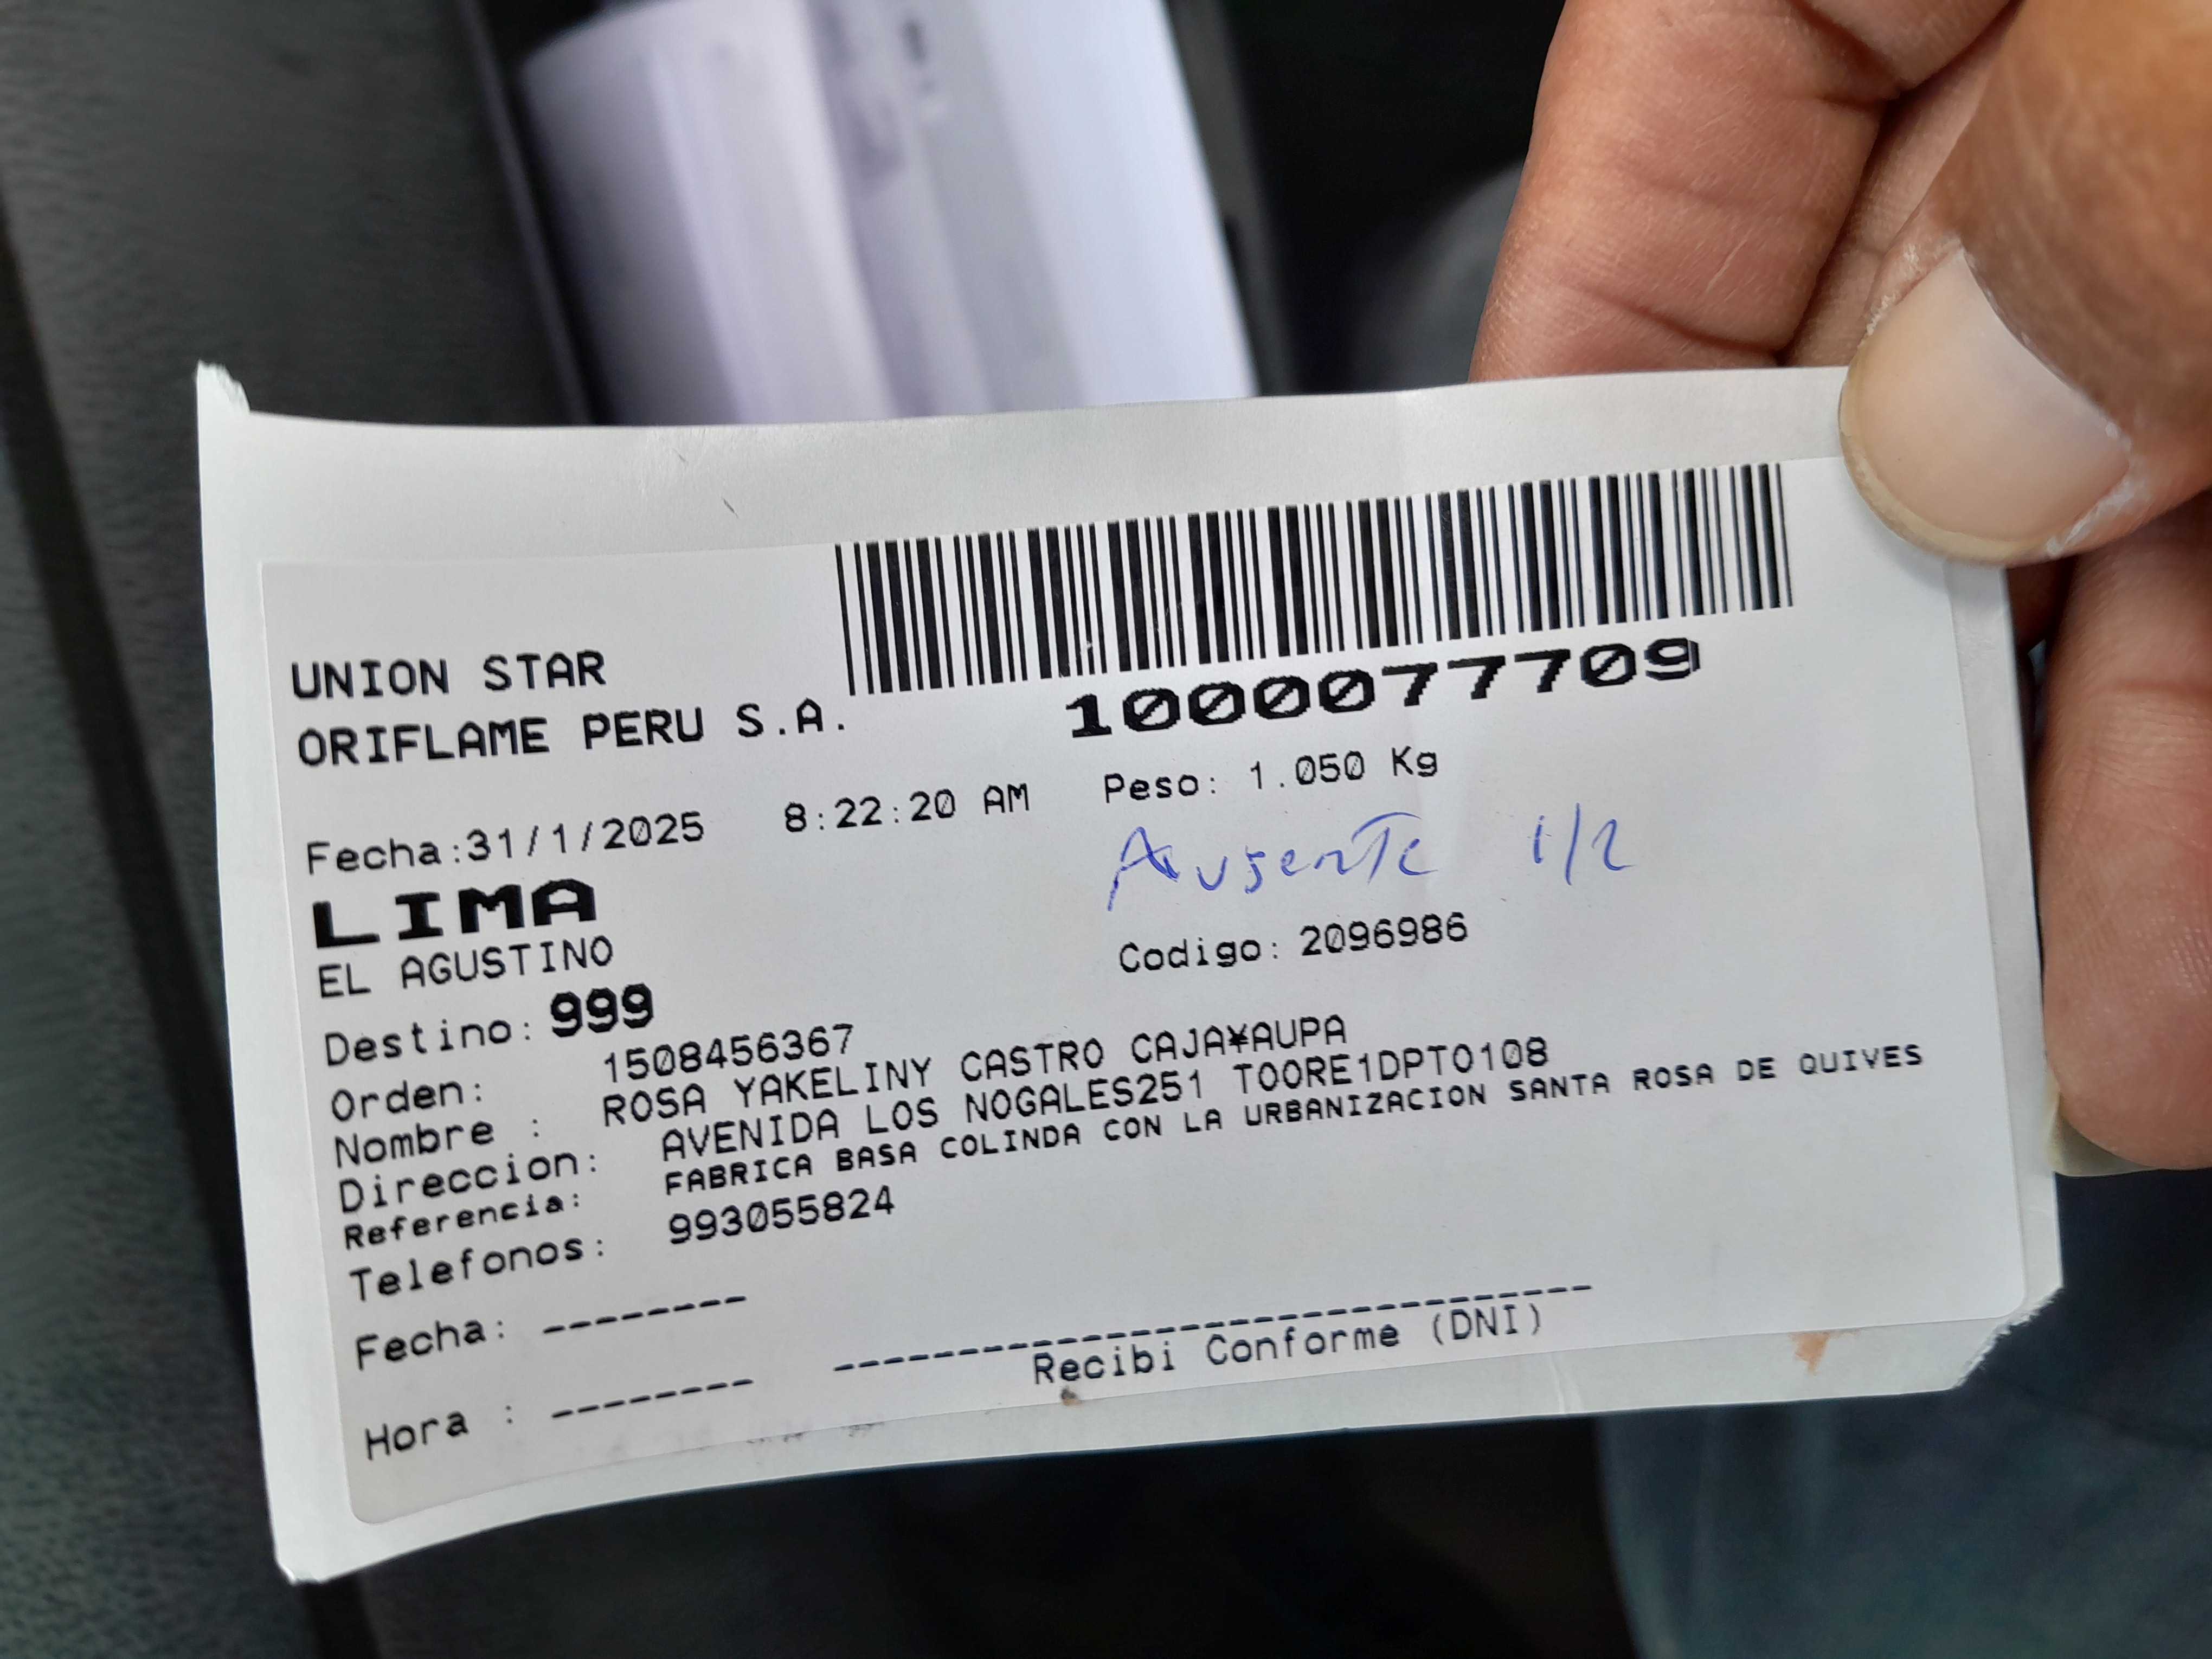 UNION STAR
ORIFLAME PERU S.A.
1000077709
Fecha:31/1/2025 8:22:20 AM Peso: 1.050 Kg
LIMA
Ausente 1/2
EL AGUSTINO
Codigo: 2096986
Destino: 999
Orden: 1508456367
Nombre : ROSA YAKELINY CASTRO CAJA¥AUPA
Direccion: AVENIDA LOS NOGALES251 TOORE1DPTO108
Referencia: FABRICA BASA COLINDA CON LA URBANIZACION SANTA ROSA DE QUIVES
Telefonos: 993055824
Fecha: --------
Hora : --------
Recibi Conforme (DNI)